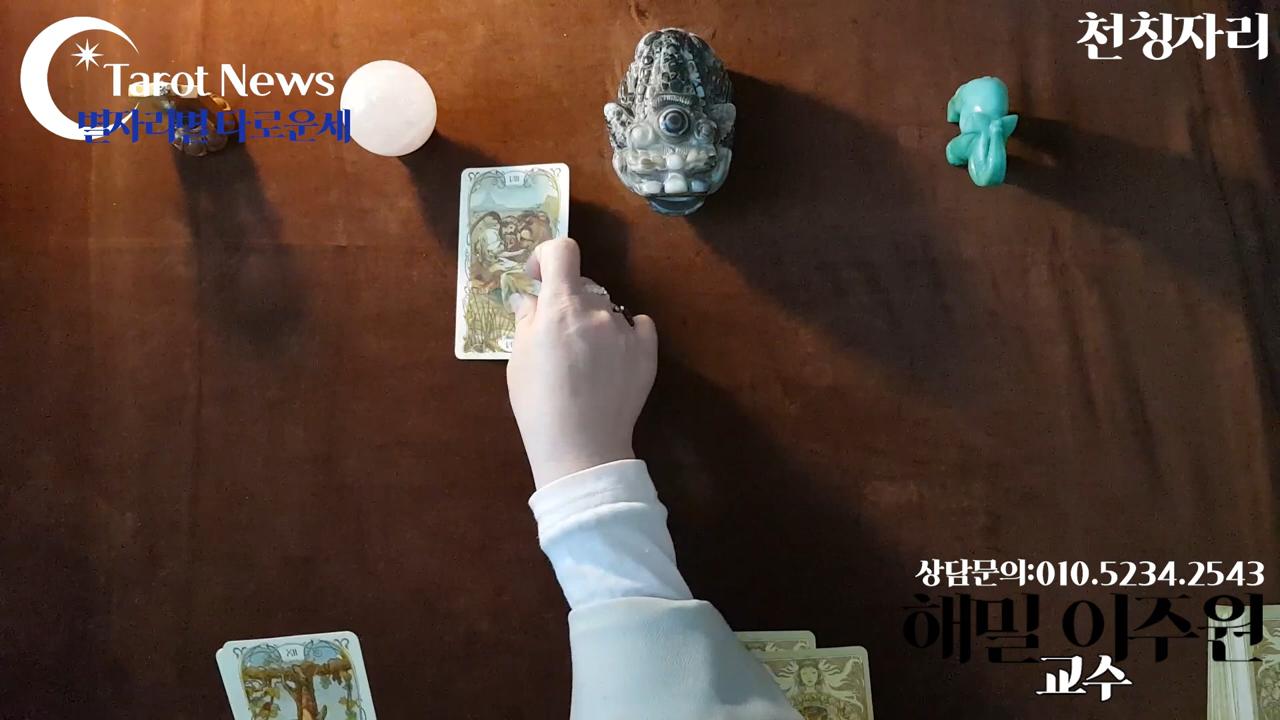 Tarot News
별자리별 타로운세
천칭자리
XII
상담문의:010.5234.2543
해밀 이주원
교수